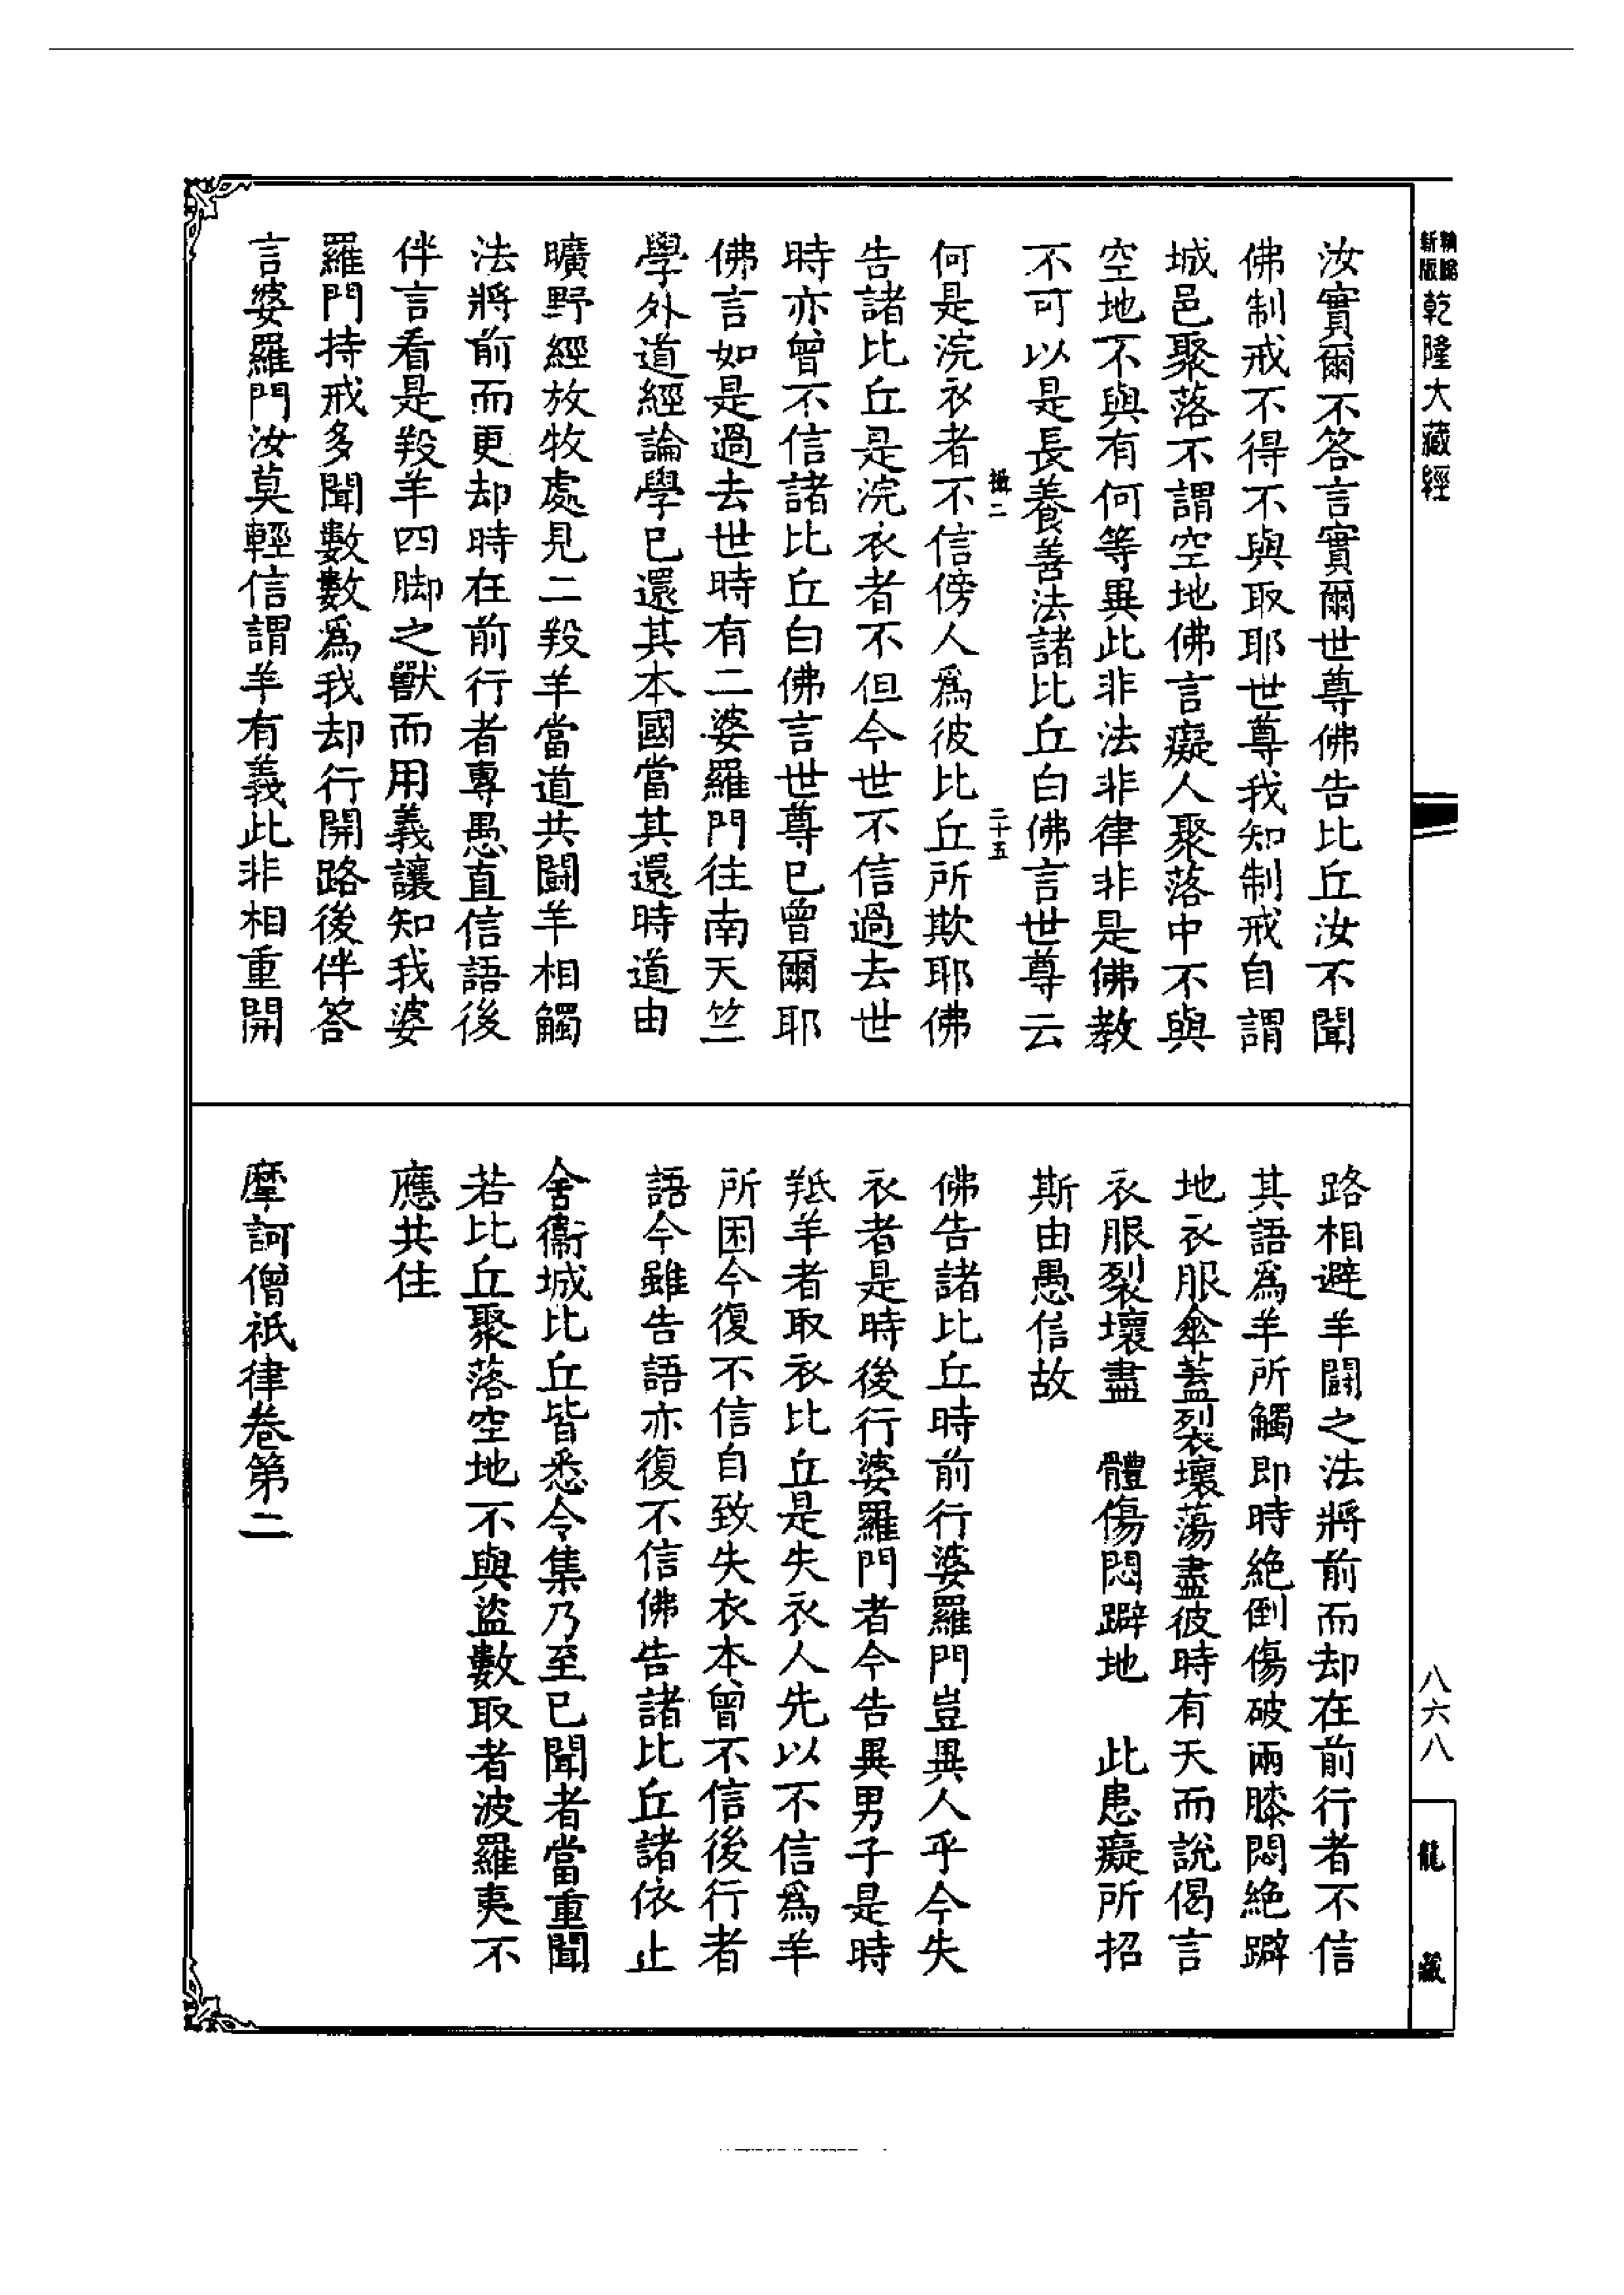 新版
乾隆大藏經
汝實爾不答言實爾世尊佛告比丘汝不聞
佛制戒不得不與取耶世尊我知制戒自謂
城邑聚落不謂空地佛言癡人聚落中不與
空地不與有何等異此非法非律非是佛教
不可以是長養善法諸比丘白佛言世尊云
二
二十五
何是浣衣者不信傍人爲彼比丘所欺耶佛
告諸比丘是浣衣者不但今世不信過去世
時亦曾不信諸比丘白佛言世尊已曾爾耶
佛言如是過去世時有二婆羅門往南天竺
學外道經論學已還其本國當其還時道由
曠野經放牧處見二羖羊當道共鬪羊相觸
法將前而更却時在前行者專愚直信語後
伴言看是羖羊四脚之獸而用義讓知我婆
羅門持戒多聞數數爲我却行開路後伴答
言婆羅門汝莫輕信謂羊有義此非相重開
路相避羊鬪之法將前而却在前行者不信
其語爲羊所觸即時絶倒傷破兩膝悶絶躃
地衣服傘蓋裂壞蕩盡彼時有天而說偈言
衣服裂壞盡　體傷悶躃地　此患癡所招
斯由愚信故
佛告諸比丘時前行婆羅門豈異人乎今失
衣者是時後行婆羅門者今告異男子是時
羝羊者取衣比丘是失衣人先以不信爲羊
所困今復不信自致失衣本曾不信後行者
語今雖告語亦復不信佛告諸比丘諸依止
舍衞城比丘皆悉令集乃至已聞者當重聞
若比丘聚落空地不與盜數取者波羅夷不
應共住
摩訶僧祇律卷第二
八六八
龍藏